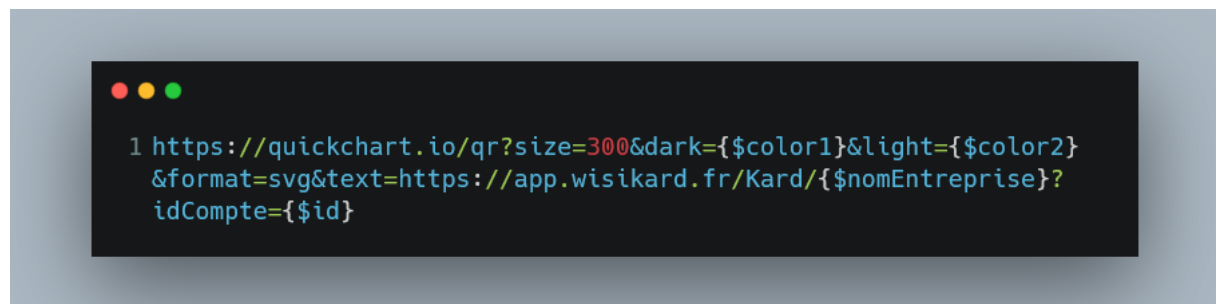 1 https://quickchart.io/qr?size=300&dark={$color1}&light={$color2}
&format=svg&text=https://app.wisikard.fr/Kard/{$nomEntreprise}?
idCompte={$id}